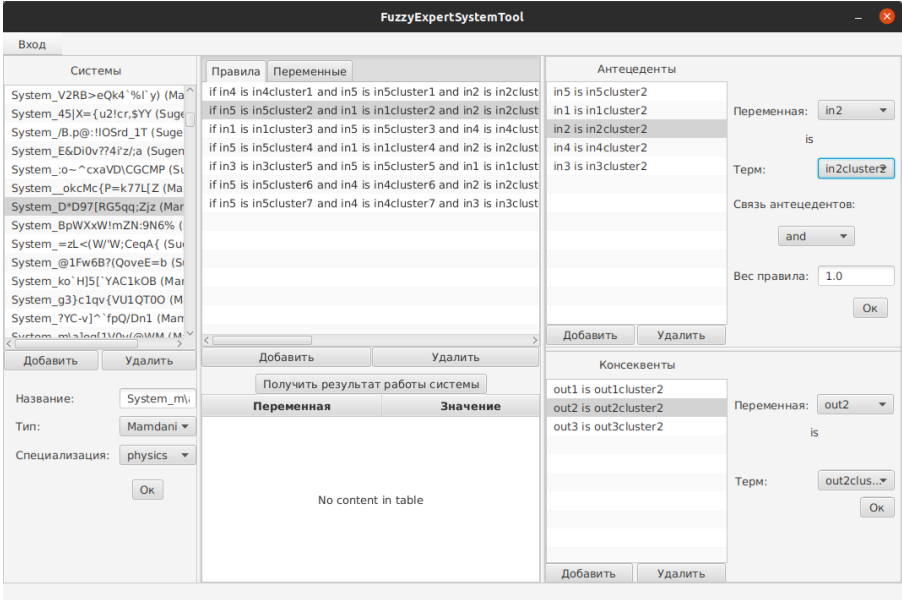 FuzzyExpertSystemTool
Вход
Системы
System_V2RB>eQk4`%l`y) (Ma
System_45|X={u2!cr,$YY (Suge
System_/B.p@:!IOSrd_1T (Suge
System_E&Di0v??4i'z/;a (Sugen
System_:o~^cxaVD\CGCMP (Su
System__okcMc{P=k77L[Z (Ma
System_D*D97[RG5qq;Zjz (Mar
System_BpWXxW!mZN:9N6% (
System_=zL<(W/'W;CeqA{ (Su
System_@1Fw6B?(QoveE=b (S
System_ko`H]5[`YAC1kOB (Mar
System_g3}c1qv{VU1QT0O (M
System_?YC-v]^`fpQ/Dn1 (Mam
Добавить
Удалить
Название:
System_m\
Тип:
Mamdani
Специализация:
physics
Ок
Правила
Переменные
if in4 is in4cluster1 and in5 is in5cluster1 and in2 is in2clust
if in5 is in5cluster2 and in1 is in1cluster2 and in2 is in2clust
if in1 is in1cluster3 and in5 is in5cluster3 and in4 is in4clust
if in5 is in5cluster4 and in1 is in1cluster4 and in2 is in2clust
if in3 is in3cluster5 and in5 is in5cluster5 and in1 is in1clust
if in5 is in5cluster6 and in4 is in4cluster6 and in2 is in2clust
if in5 is in5cluster7 and in4 is in4cluster7 and in3 is in3clust
Добавить
Удалить
Получить результат работы системы
Переменная
Значение
No content in table
Антецеденты
in5 is in5cluster2
in1 is in1cluster2
in2 is in2cluster2
in4 is in4cluster2
in3 is in3cluster2
Добавить
Удалить
Переменная:
in2
is
Терм:
in2cluster2
Связь антецедентов:
and
Вес правила:
1.0
Ок
Консеквенты
out1 is out1cluster2
out2 is out2cluster2
out3 is out3cluster2
Добавить
Удалить
Переменная:
out2
is
Терм:
out2clus...
Ок